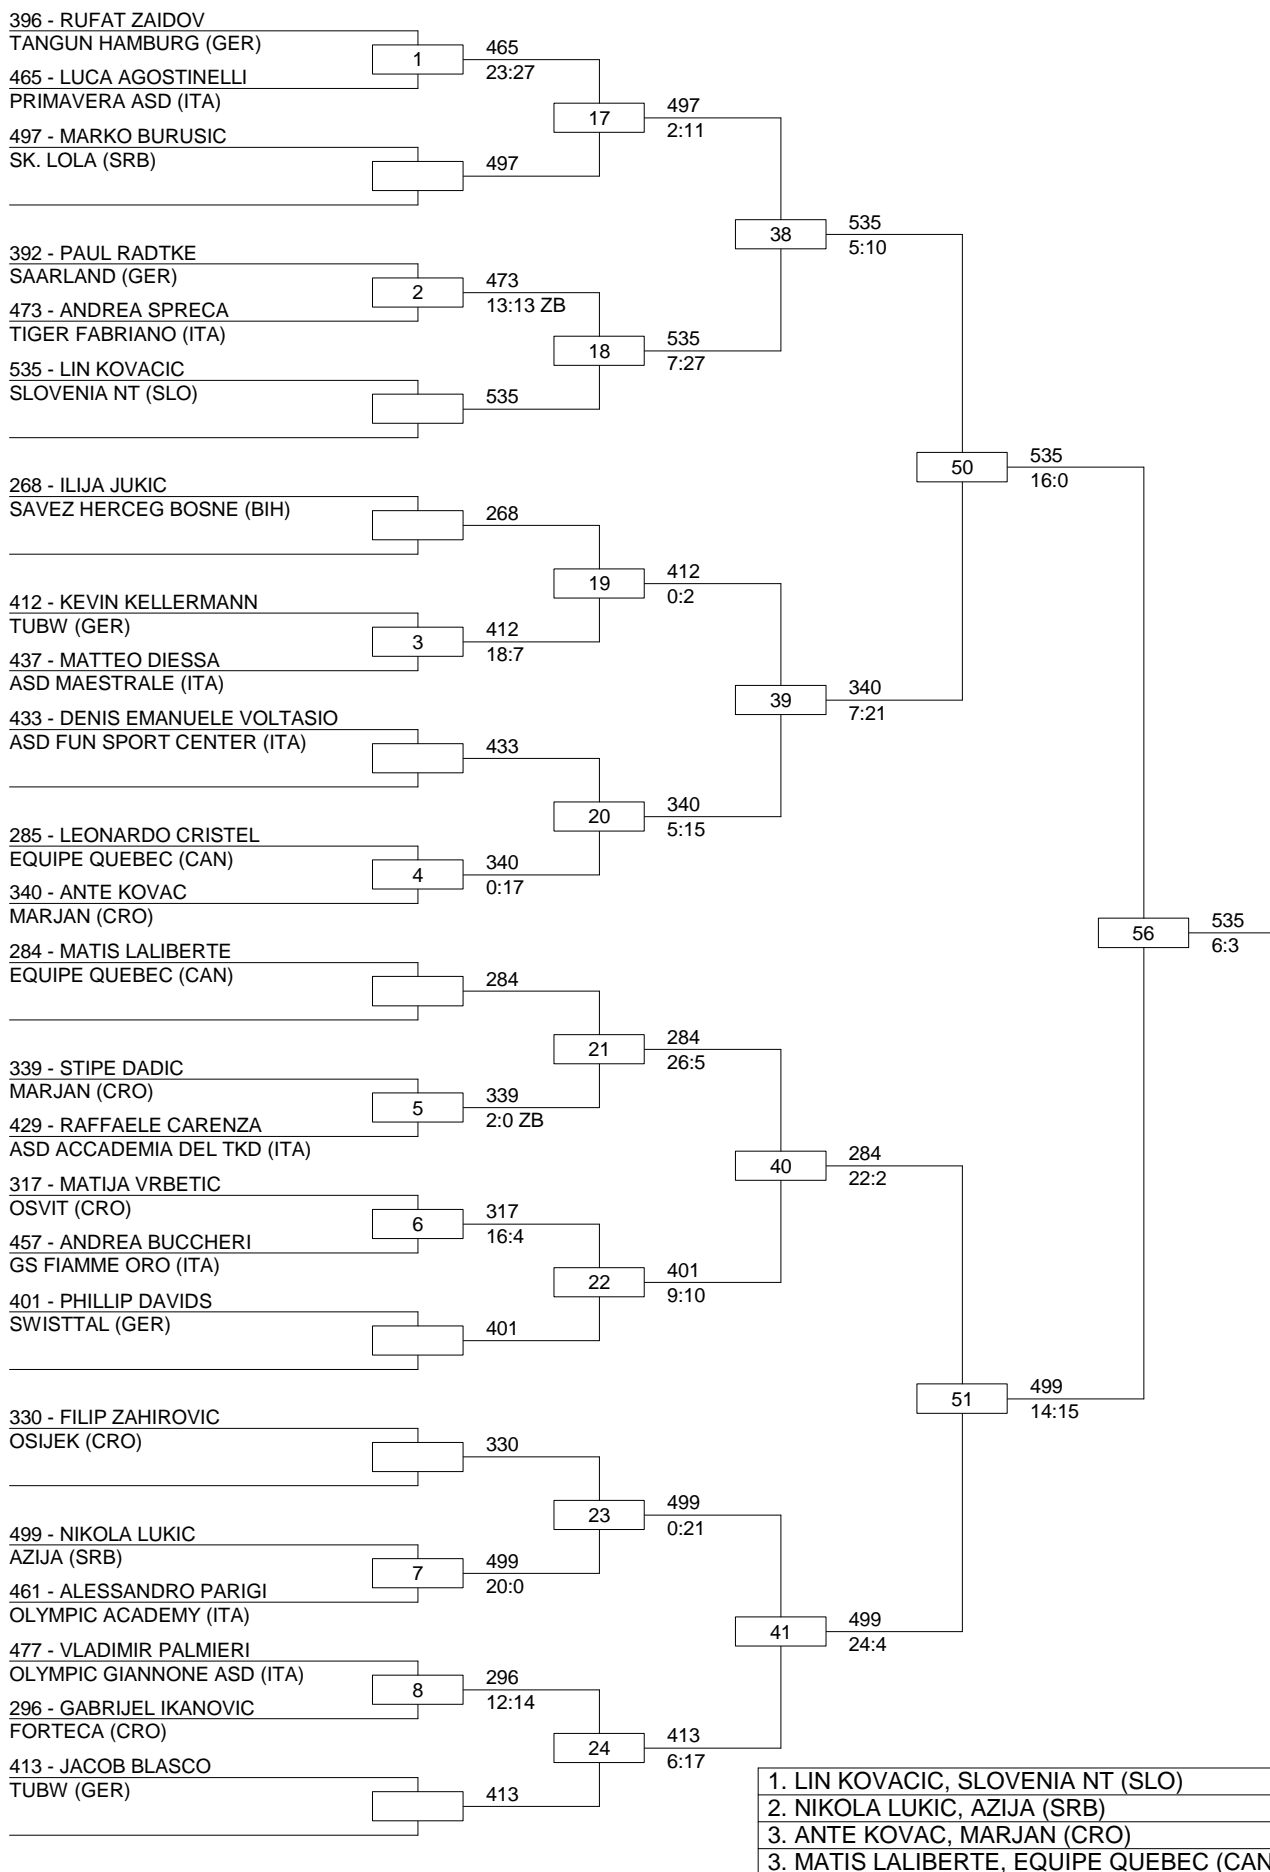 396 - RUFAT ZAIDOV
TANGUN HAMBURG (GER)
1
465
23:27
465 - LUCA AGOSTINELLI
PRIMAVERA ASD (ITA)
17
497
2:11
497 - MARKO BURUSIC
SK. LOLA (SRB)
497
38
535
5:10
392 - PAUL RADTKE
SAARLAND (GER)
2
473
13:13 ZB
473 - ANDREA SPRECA
TIGER FABRIANO (ITA)
18
535
7:27
535 - LIN KOVACIC
SLOVENIA NT (SLO)
535
50
535
16:0
268 - ILIJA JUKIC
SAVEZ HERCEG BOSNE (BIH)
268
19
412
0:2
412 - KEVIN KELLERMANN
TUBW (GER)
3
412
18:7
437 - MATTEO DIESSA
ASD MAESTRALE (ITA)
39
340
7:21
433 - DENIS EMANUELE VOLTASIO
ASD FUN SPORT CENTER (ITA)
433
20
340
5:15
285 - LEONARDO CRISTEL
EQUIPE QUEBEC (CAN)
4
340
0:17
340 - ANTE KOVAC
MARJAN (CRO)
56
535
6:3
284 - MATIS LALIBERTE
EQUIPE QUEBEC (CAN)
284
21
284
26:5
339 - STIPE DADIC
MARJAN (CRO)
5
339
2:0 ZB
429 - RAFFAELE CARENZA
ASD ACCADEMIA DEL TKD (ITA)
40
284
22:2
317 - MATIJA VRBETIC
OSVIT (CRO)
6
317
16:4
457 - ANDREA BUCCHERI
GS FIAMME ORO (ITA)
22
401
9:10
401 - PHILLIP DAVIDS
SWISTTAL (GER)
401
51
499
14:15
330 - FILIP ZAHIROVIC
OSIJEK (CRO)
330
23
499
0:21
499 - NIKOLA LUKIC
AZIJA (SRB)
7
499
20:0
461 - ALESSANDRO PARIGI
OLYMPIC ACADEMY (ITA)
41
499
24:4
477 - VLADIMIR PALMIERI
OLYMPIC GIANNONE ASD (ITA)
8
296
12:14
296 - GABRIJEL IKANOVIC
FORTECA (CRO)
24
413
6:17
413 - JACOB BLASCO
TUBW (GER)
413
1. LIN KOVACIC, SLOVENIA NT (SLO)
2. NIKOLA LUKIC, AZIJA (SRB)
3. ANTE KOVAC, MARJAN (CRO)
3. MATIS LALIBERTE, EQUIPE QUEBEC (CAN